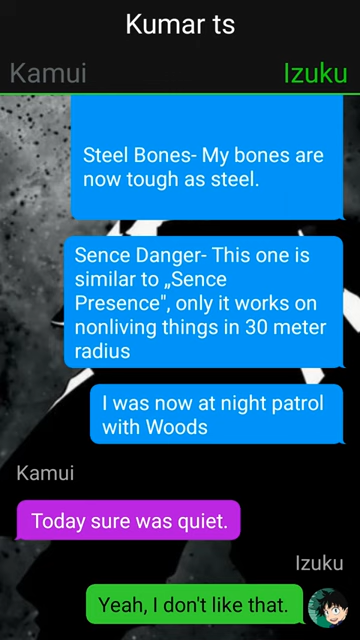 Kumar ts
Kamui
Izuku
Steel Bones- My bones are
now tough as steel.
Sence Danger- This one is
similar to „Sence
Presence", only it works on
nonliving things in 30 meter
radius
I was now at night patrol
with Woods
Kamui
Today sure was quiet.
Izuku
Yeah, I don't like that.